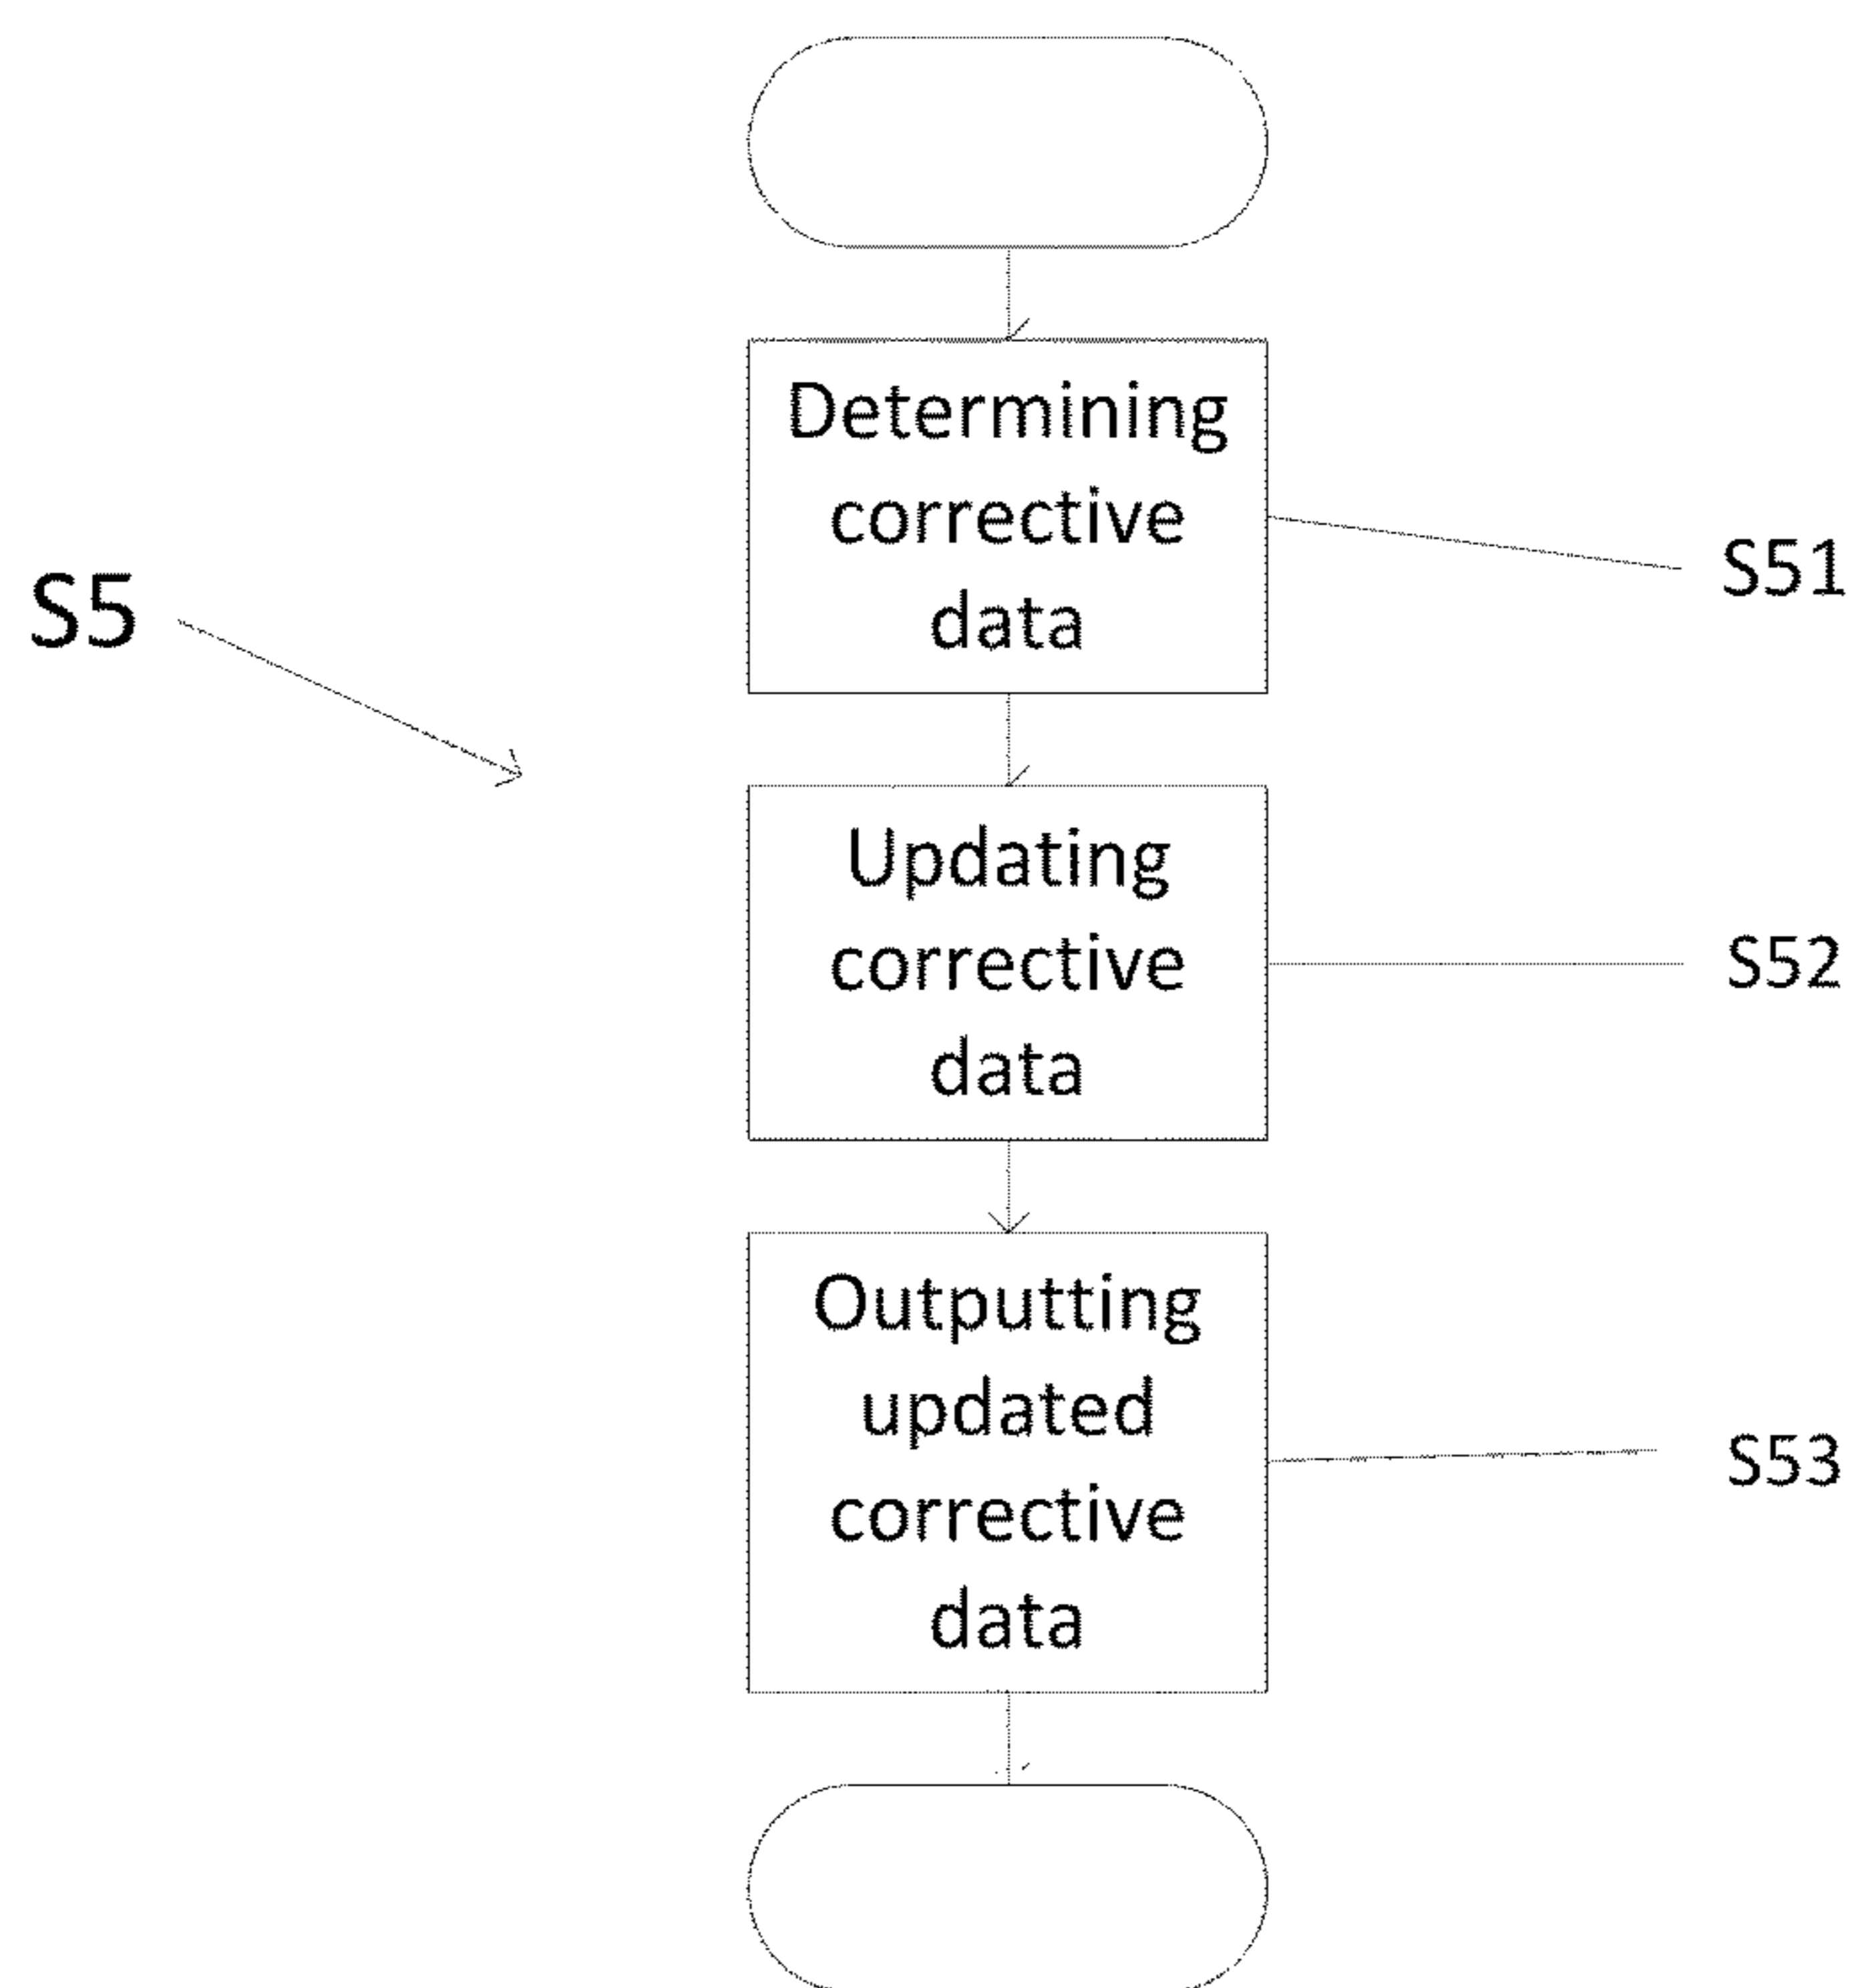 Determining
corrective
data
S51
S5
Updating
corrective
data
S52
Outputting
updated
corrective
data
S53